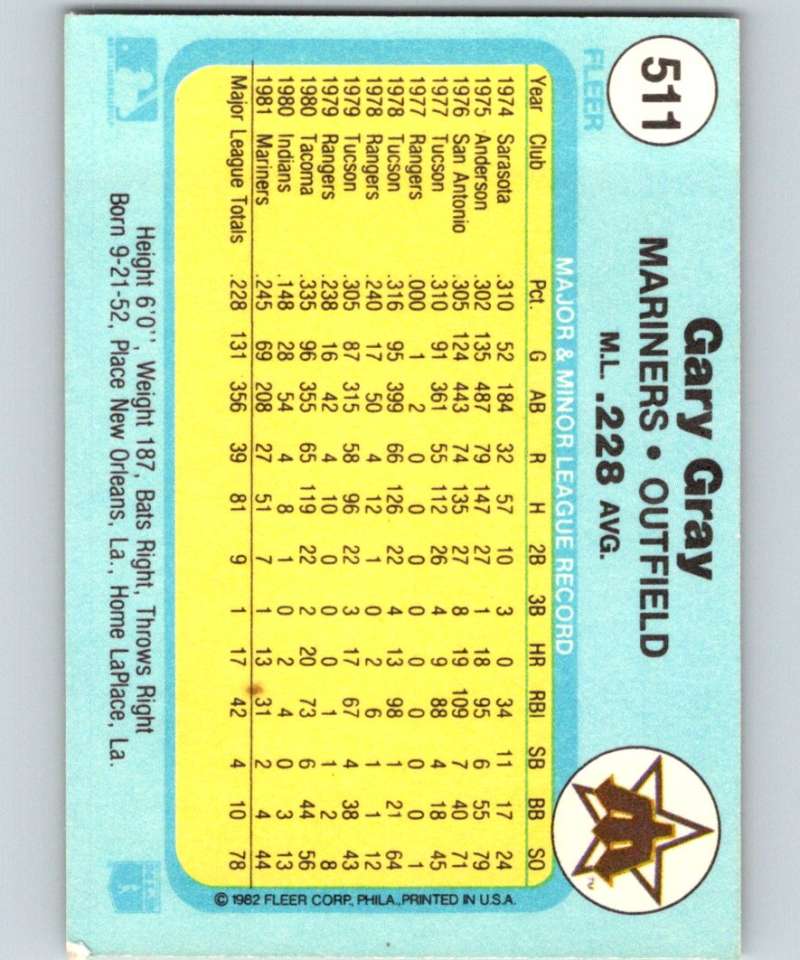 511
FLEER
Gary Gray
MARINERS • OUTFIELD
M.L. .228 AVG.
MAJOR & MINOR LEAGUE RECORD
Year Club Pct. G AB R H 2B 3B HR RBI SB BB SO
1974 Sarasota .310 52 184 32 57 10 3 0 34 11 17 24
1975 Anderson .302 135 487 79 147 27 1 18 95 6 55 79
1976 San Antonio .305 124 443 74 135 27 8 19 109 7 40 71
1977 Tucson .310 91 361 55 112 26 4 9 88 4 18 45
1977 Rangers .000 1 2 0 0 0 0 0 0 0 0 1
1978 Tucson .316 95 399 66 126 22 4 13 98 1 21 64
1978 Rangers .240 17 50 4 12 1 0 2 6 1 1 12
1979 Tucson .305 87 315 58 96 22 3 17 67 4 38 43
1979 Rangers .238 16 42 4 10 0 0 0 1 1 2 8
1980 Tacoma .335 96 355 65 119 22 2 20 73 6 44 56
1980 Indians .148 28 54 4 8 1 0 2 4 0 3 13
1981 Mariners .245 69 208 27 51 7 1 13 31 2 4 44
Major League Totals .228 131 356 39 81 9 1 17 42 4 10 78
Height 6'0'', Weight 187, Bats Right, Throws Right
Born 9-21-52, Place New Orleans, La., Home LaPlace, La.
© 1982 FLEER CORP., PHILA., PRINTED IN U.S.A.